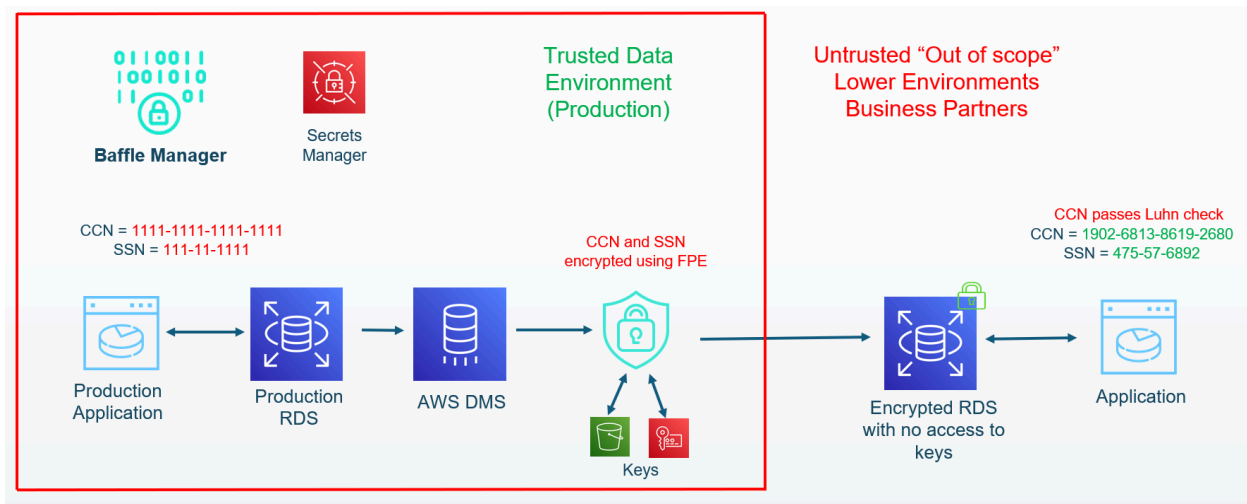 Trusted Data
Environment
(Production)
Untrusted “Out of scope”
Lower Environments
Business Partners
Baffle Manager
Secrets
Manager
CCN = 1111-1111-1111-1111
SSN = 111-11-1111
CCN and SSN
encrypted using FPE
CCN passes Luhn check
CCN = 1902-6813-8619-2680
SSN = 475-57-6892
Production
Application
Production
RDS
AWS DMS
Keys
Encrypted RDS
with no access to
keys
Application